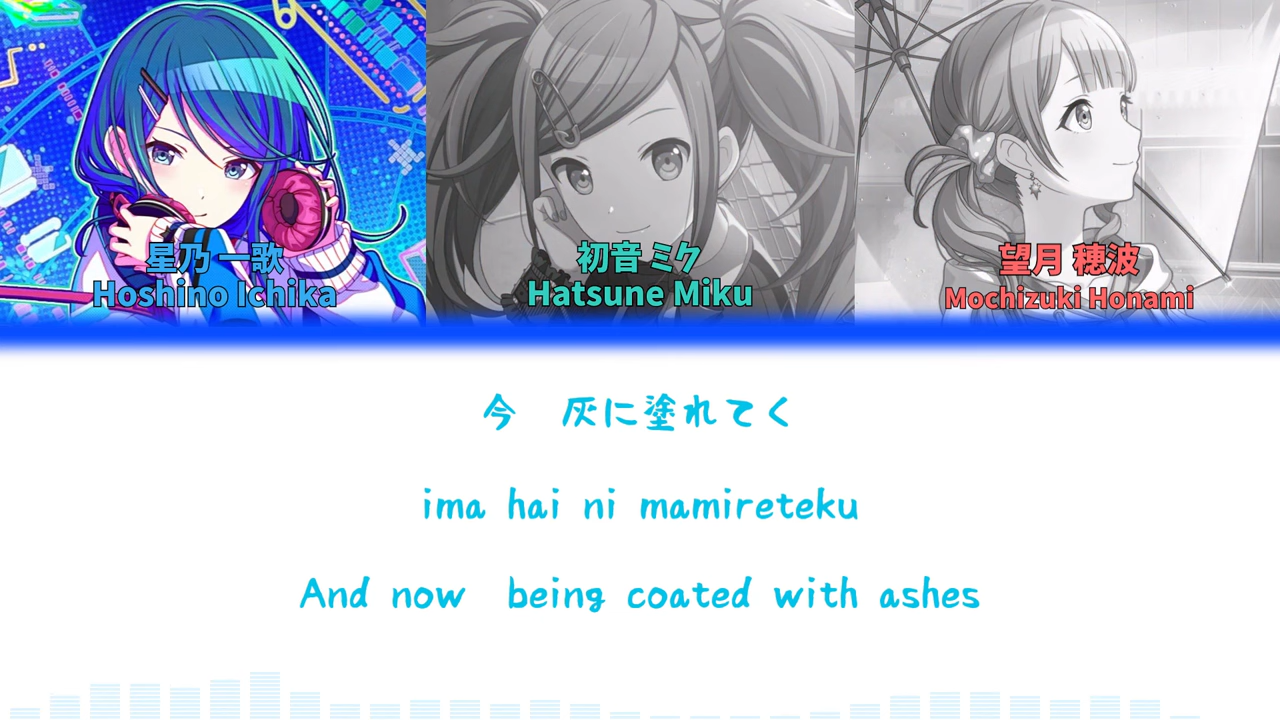 星乃 一歌
Hoshino Ichika
初音 ミク
Hatsune Miku
望月 穂波
Mochizuki Honami
今　灰に塗れてく
ima hai ni mamireteku
And now　being coated with ashes